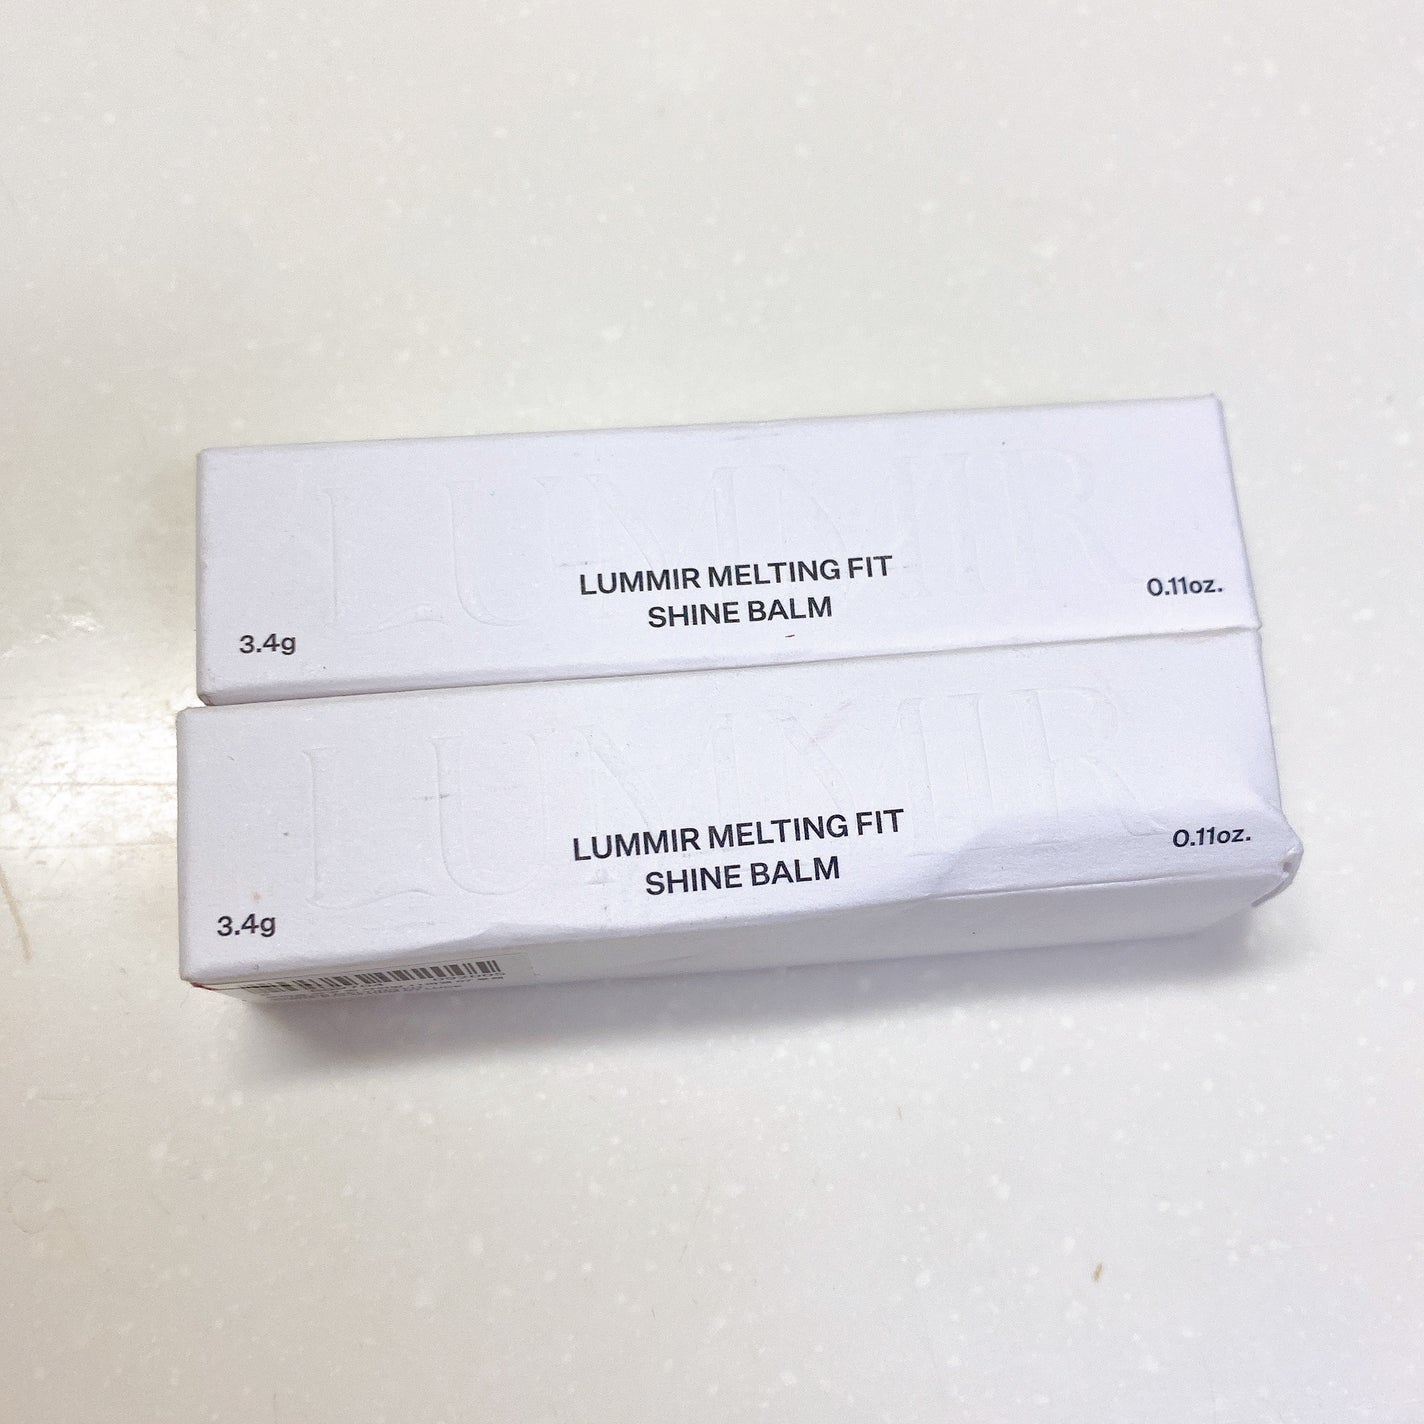 LUMMIR
LUMMIR MELTING FIT
SHINE BALM
3.4g
0.11oz.
LUMMIR
LUMMIR MELTING FIT
SHINE BALM
3.4g
0.11oz.